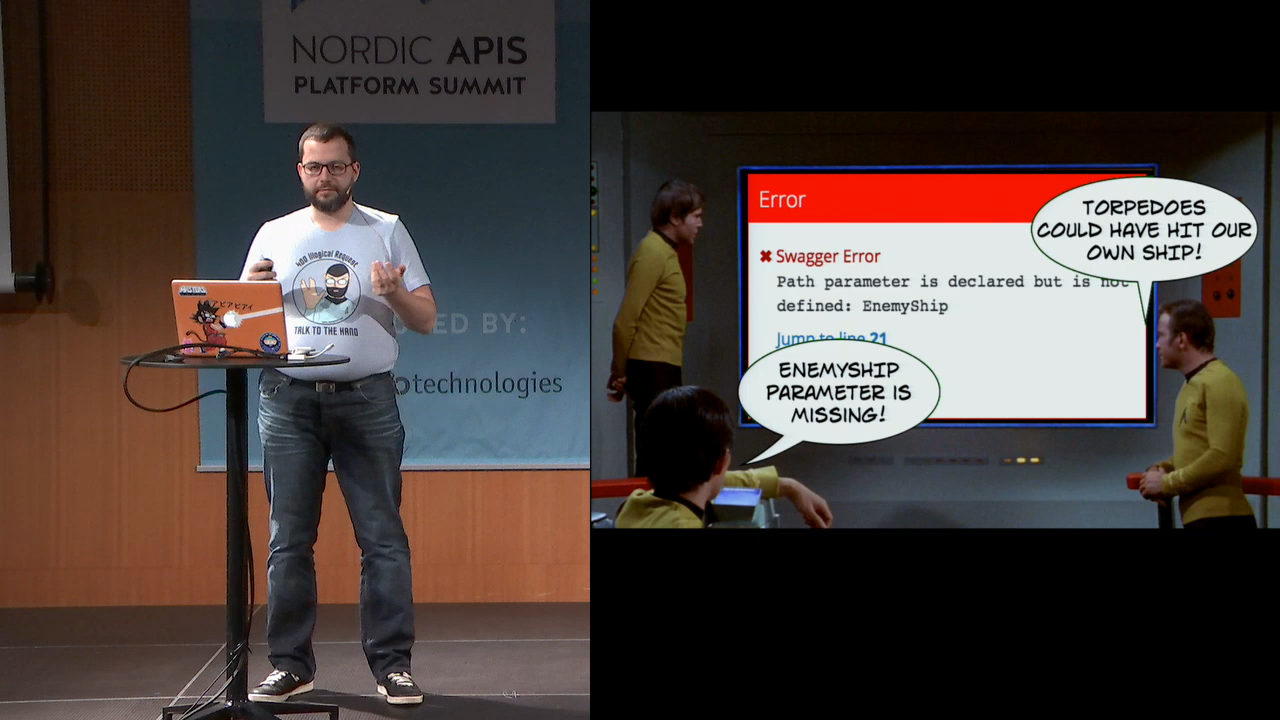 NORDIC APIS
PLATFORM SUMMIT
400 Illogical Request
TALK TO THE HAND
ED BY:
technologies
Error
✖ Swagger Error
Path parameter is declared but is not
defined: EnemyShip
Jump to line 21
TORPEDOES
COULD HAVE HIT OUR
OWN SHIP!
ENEMYSHIP
PARAMETER IS
MISSING!